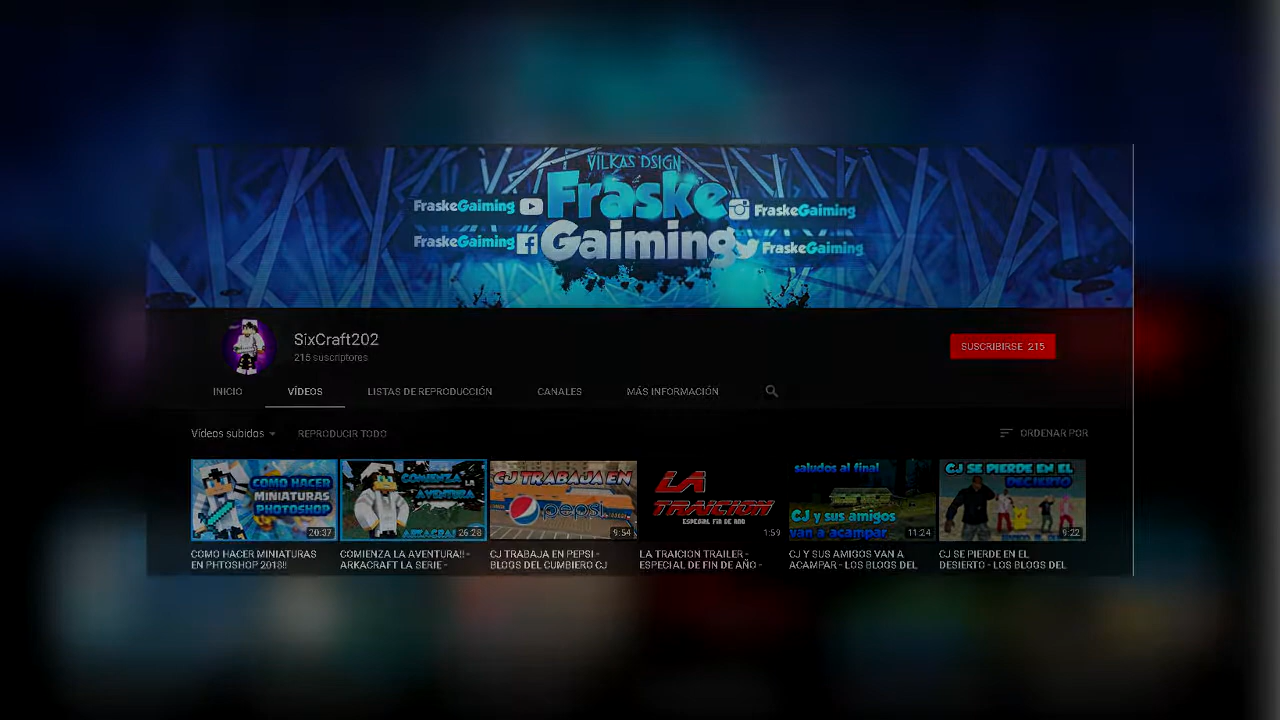 VILKAS DSIGN
Fraske
Gaiming
FraskeGaiming
FraskeGaiming
FraskeGaiming
FraskeGaiming
SixCraft202
215 suscriptores
SUSCRIBIRSE 215
INICIO
VÍDEOS
LISTAS DE REPRODUCCIÓN
CANALES
MÁS INFORMACIÓN
Vídeos subidos
REPRODUCIR TODO
ORDENAR POR
COMO HACER
MINIATURAS
PHOTOSHOP
20:37
COMIENZA
LA
AVENTURA
ARKACRAF
26:28
CJ TRABAJA EN
pepsi
9:54
LA
TRAICION
ESPECIAL FIN DE AÑO
1:59
saludos al final
CJ y sus amigos
van a acampar
11:24
CJ SE PIERDE EN EL
DECIERTO
9:22
COMO HACER MINIATURAS
EN PHTOSHOP 2018!!
COMIENZA LA AVENTURA!! -
ARKACRAFT LA SERIE -
CJ TRABAJA EN PEPSI -
BLOGS DEL CUMBIERO CJ
LA TRAICION TRAILER -
ESPECIAL DE FIN DE AÑO -
CJ Y SUS AMIGOS VAN A
ACAMPAR - LOS BLOGS DEL
CJ SE PIERDE EN EL
DESIERTO - LOS BLOGS DEL